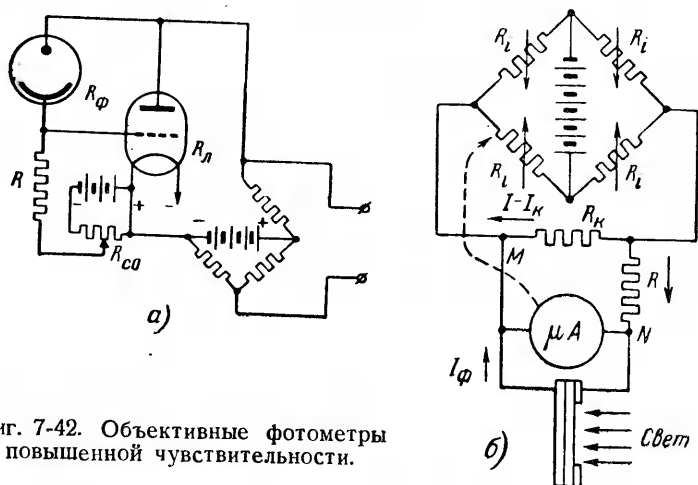 R_ф
R_л
R
R_со
а)
R_i
R_i
R_i
R_i
I-I_к
R_к
M
R
μA
N
I_ф
Свет
б)
иг. 7-42. Объективные фотометры
повышенной чувствительности.